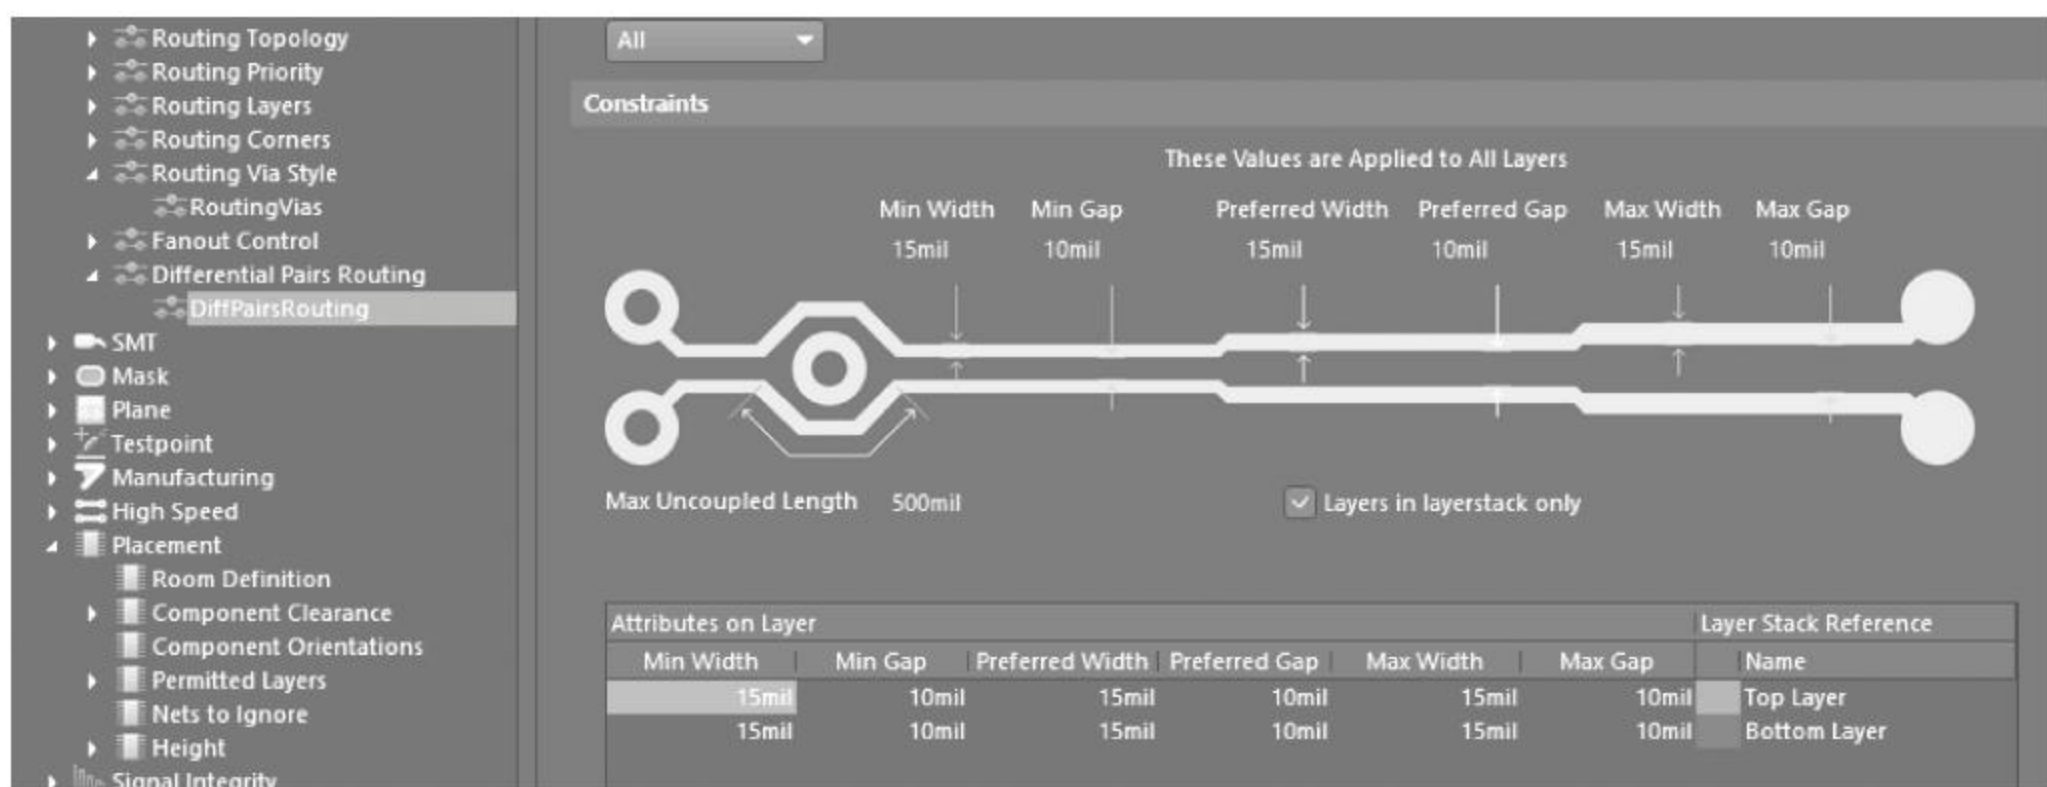 Routing Topology
Routing Priority
Routing Layers
Routing Corners
Routing Via Style
RoutingVias
Fanout Control
Differential Pairs Routing
DiffPairsRouting
SMT
Mask
Plane
Testpoint
Manufacturing
High Speed
Placement
Room Definition
Component Clearance
Component Orientations
Permitted Layers
Nets to Ignore
Height
Signal Integrity
All
Constraints
These Values are Applied to All Layers
Min Width Min Gap Preferred Width Preferred Gap Max Width Max Gap
15mil 10mil 15mil 10mil 15mil 10mil
Max Uncoupled Length 500mil
Layers in layerstack only
Attributes on Layer Layer Stack Reference
Min Width Min Gap Preferred Width Preferred Gap Max Width Max Gap Name
15mil 10mil 15mil 10mil 15mil 10mil Top Layer
15mil 10mil 15mil 10mil 15mil 10mil Bottom Layer